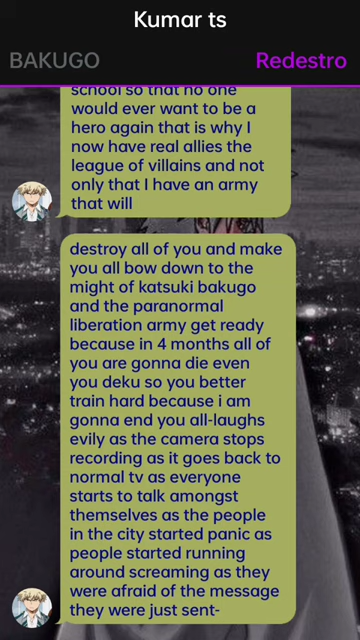 Kumar ts
BAKUGO
Redestro
school so that no one
would ever want to be a
hero again that is why I
now have real allies the
league of villains and not
only that I have an army
that will
destroy all of you and make
you all bow down to the
might of katsuki bakugo
and the paranormal
liberation army get ready
because in 4 months all of
you are gonna die even
you deku so you better
train hard because i am
gonna end you all-laughs
evily as the camera stops
recording as it goes back to
normal tv as everyone
starts to talk amongst
themselves as the people
in the city started panic as
people started running
around screaming as they
were afraid of the message
they were just sent-